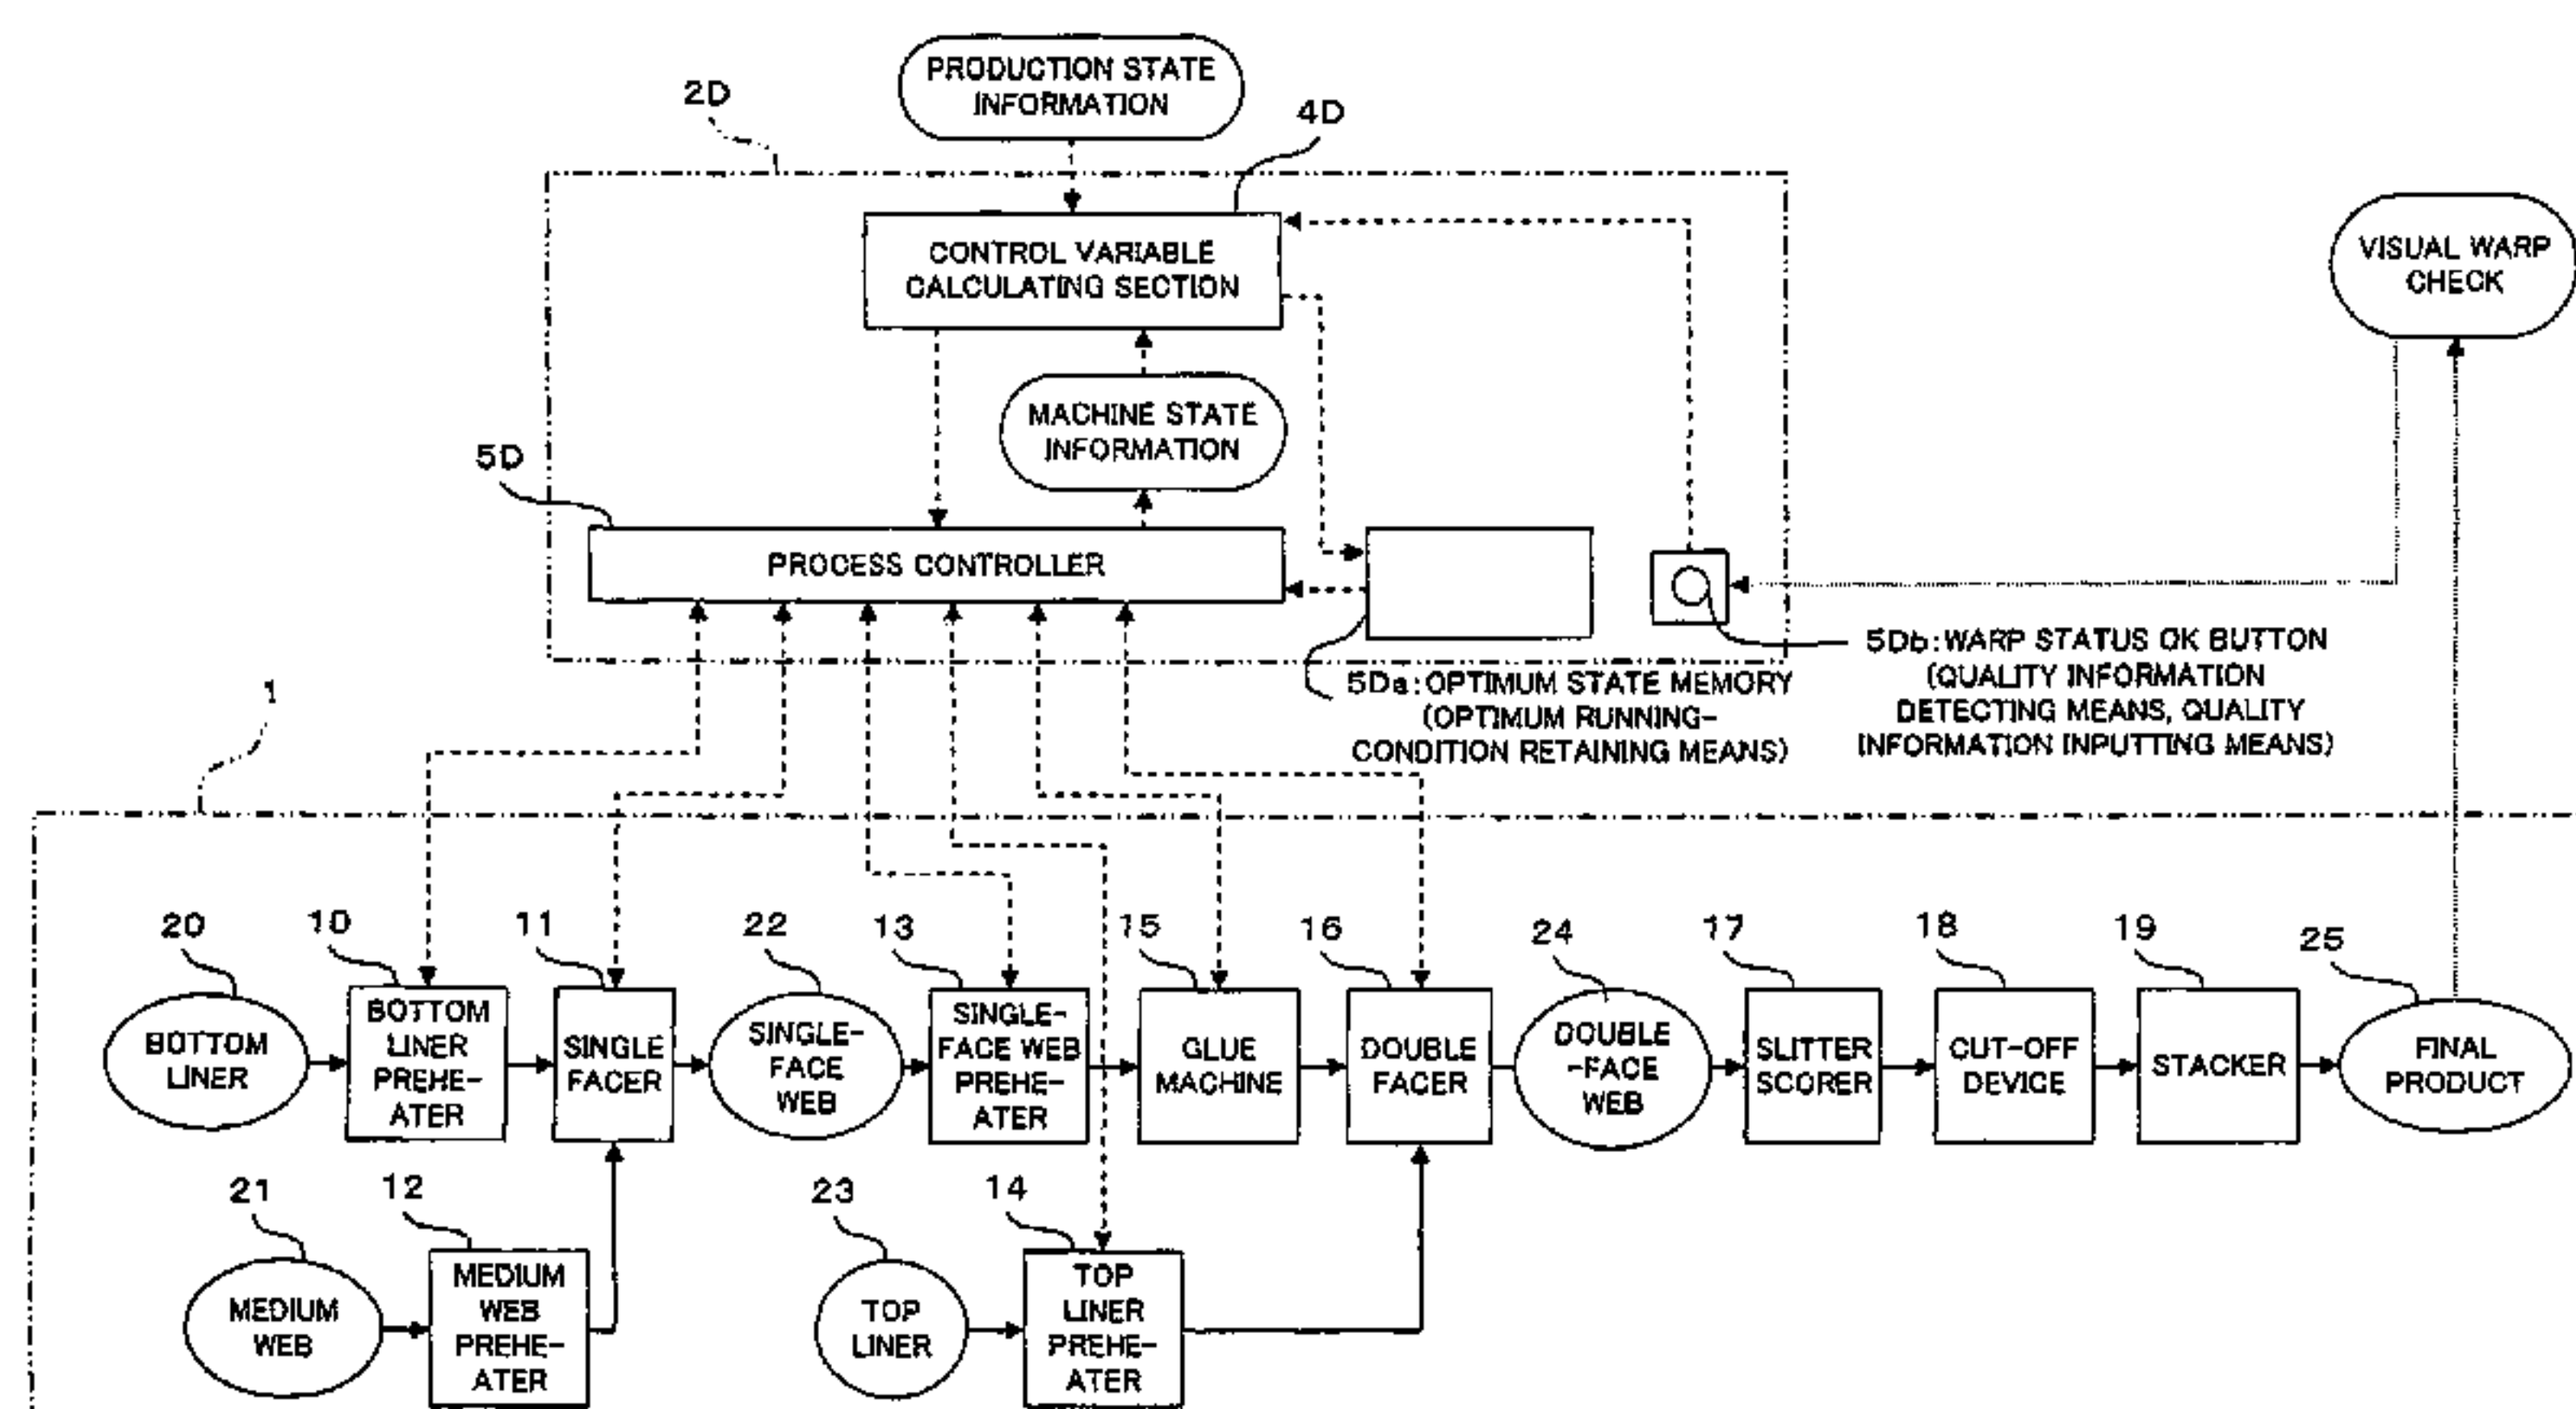 PRODUCTION STATE
INFORMATION
2D
4D
CONTROL VARIABLE
CALCULATING SECTION
VISUAL WARP
CHECK
MACHINE STATE
INFORMATION
5D
PROCESS CONTROLLER
5Db:WARP STATUS OK BUTTON
(QUALITY INFORMATION
DETECTING MEANS, QUALITY
INFORMATION INPUTTING MEANS)
5Da:OPTIMUM STATE MEMORY
(OPTIMUM RUNNING-
CONDITION RETAINING MEANS)
1
20
10
11
22
13
15
16
24
17
18
19
25
BOTTOM
LINER
BOTTOM
LINER
PREHE-
ATER
SINGLE
FACER
SINGLE-
FACE
WEB
SINGLE-
FACE WEB
PREHE-
ATER
GLUE
MACHINE
DOUBLE
FACER
DOUBLE
-FACE
WEB
SLITTER
SCORER
CUT-OFF
DEVICE
STACKER
FINAL
PRODUCT
21
12
23
14
MEDIUM
WEB
MEDIUM
WEB
PREHE-
ATER
TOP
LINER
TOP
LINER
PREHE-
ATER